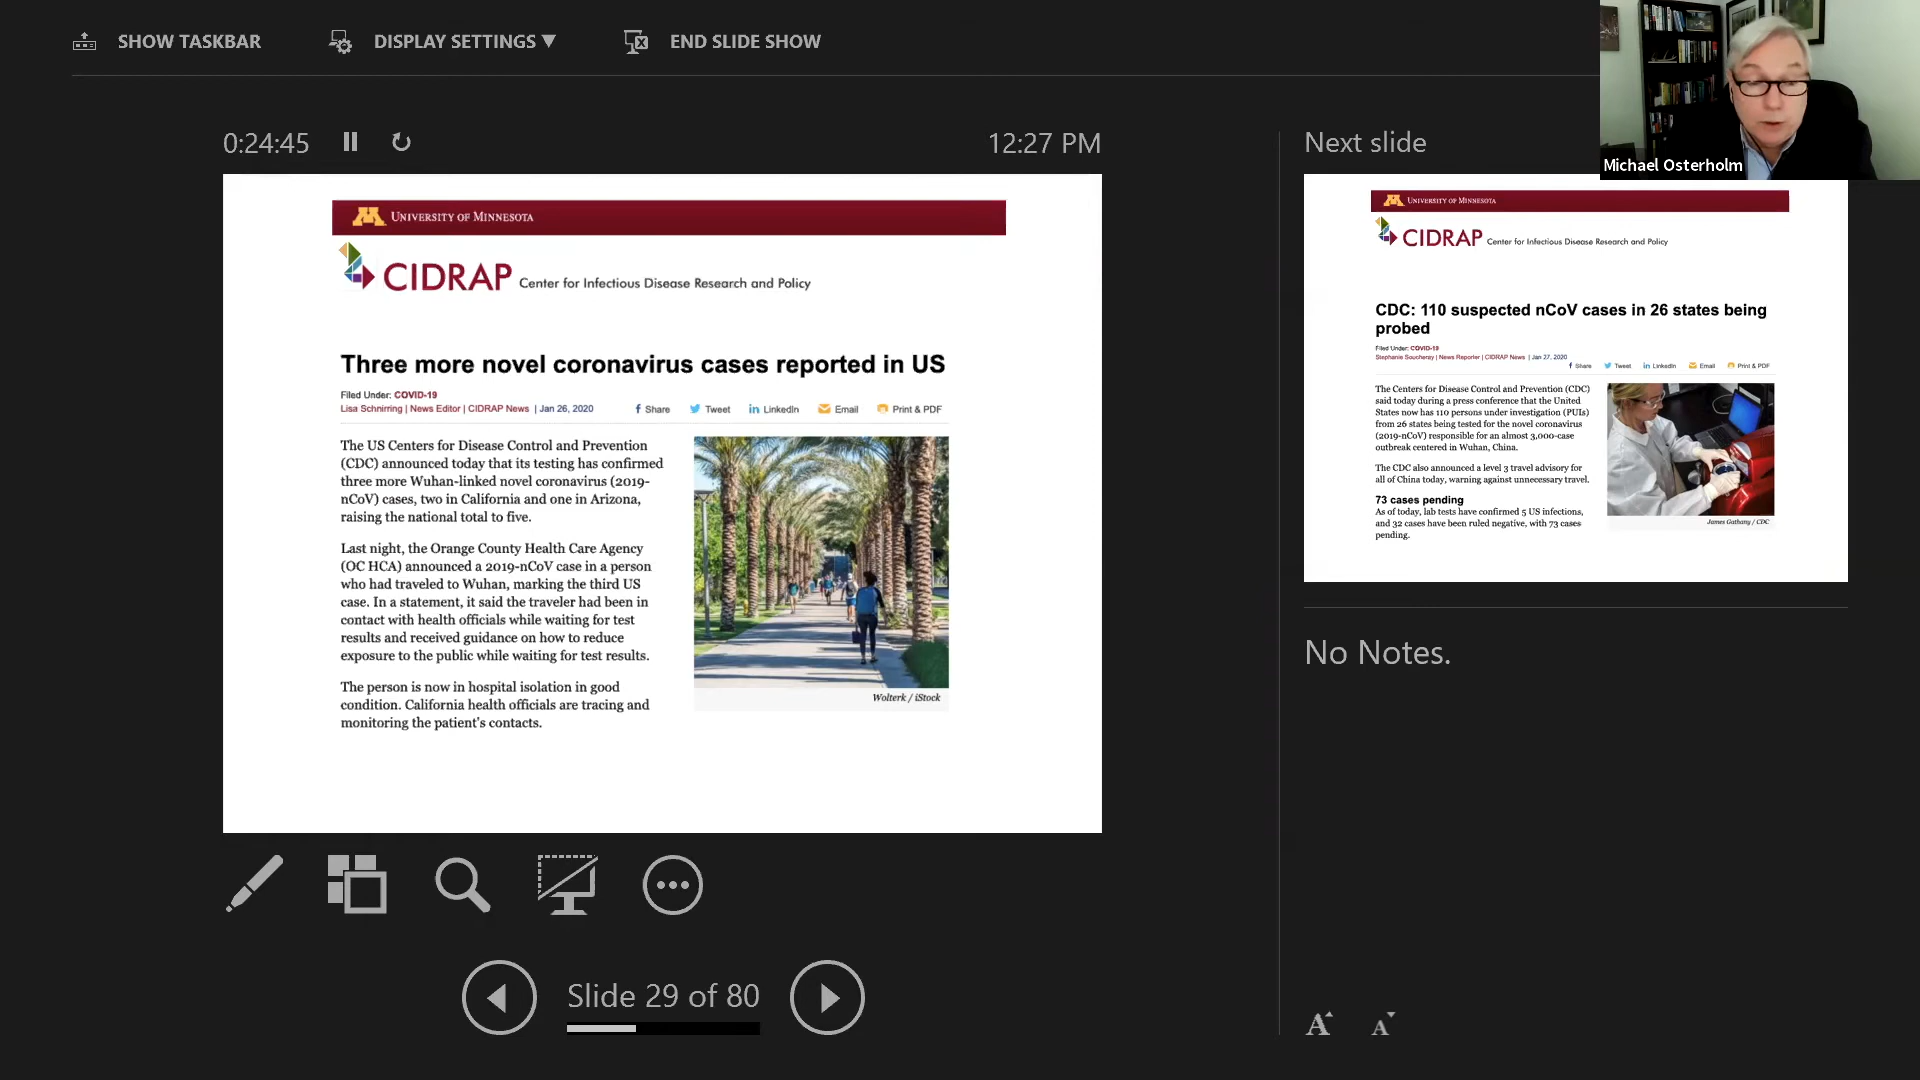 SHOW TASKBAR
DISPLAY SETTINGS ▼
END SLIDE SHOW
0:24:45
12:27 PM
UNIVERSITY OF MINNESOTA
CIDRAP Center for Infectious Disease Research and Policy
Three more novel coronavirus cases reported in US
Filed Under: COVID-19
Lisa Schnirring | News Editor | CIDRAP News | Jan 26, 2020
Share
Tweet
LinkedIn
Email
Print & PDF
The US Centers for Disease Control and Prevention
(CDC) announced today that its testing has confirmed
three more Wuhan-linked novel coronavirus (2019-
nCoV) cases, two in California and one in Arizona,
raising the national total to five.
Last night, the Orange County Health Care Agency
(OC HCA) announced a 2019-nCoV case in a person
who had traveled to Wuhan, marking the third US
case. In a statement, it said the traveler had been in
contact with health officials while waiting for test
results and received guidance on how to reduce
exposure to the public while waiting for test results.
The person is now in hospital isolation in good
condition. California health officials are tracing and
monitoring the patient's contacts.
Wolterk / iStock
Slide 29 of 80
Next slide
Michael Osterholm
UNIVERSITY OF MINNESOTA
CIDRAP Center for Infectious Disease Research and Policy
CDC: 110 suspected nCoV cases in 26 states being
probed
Filed Under: COVID-19
Stephanie Soucheray | News Reporter | CIDRAP News | Jan 27, 2020
Share
Tweet
LinkedIn
Email
Print & PDF
The Centers for Disease Control and Prevention (CDC)
said today during a press conference that the United
States now has 110 persons under investigation (PUIs)
from 26 states being tested for the novel coronavirus
(2019-nCoV) responsible for an almost 3,000-case
outbreak centered in Wuhan, China.
The CDC also announced a level 3 travel advisory for
all of China today, warning against unnecessary travel.
73 cases pending
As of today, lab tests have confirmed 5 US infections,
and 32 cases have been ruled negative, with 73 cases
pending.
James Gathany / CDC
No Notes.
A
A